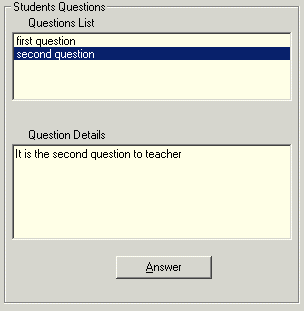 Students Questions
Questions List
first question
second question
Question Details
It is the second question to teacher
Answer